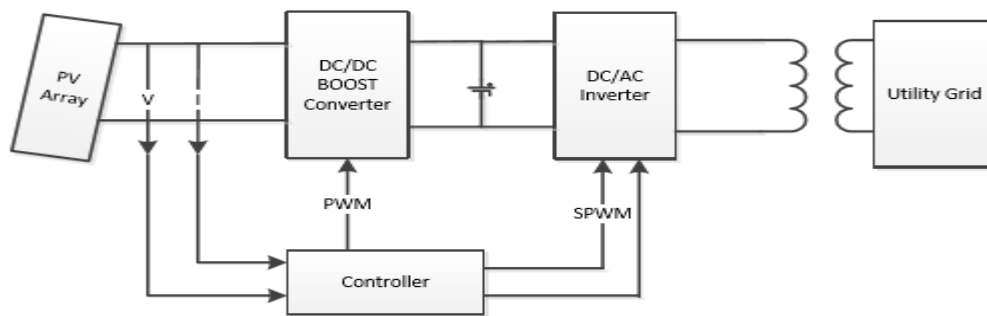 PV
Array
V
I
DC/DC
BOOST
Converter
DC/AC
Inverter
Utility Grid
PWM
SPWM
Controller